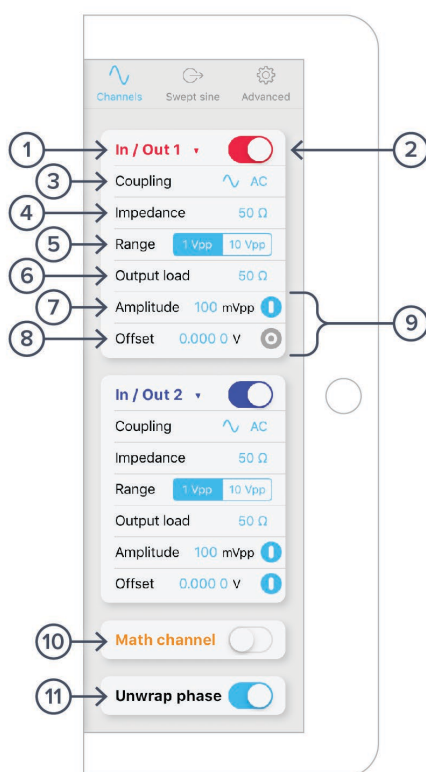 Channels Swept sine Advanced
1 In / Out 1 ▾ 2
3 Coupling AC
4 Impedance 50 Ω
5 Range 1 Vpp 10 Vpp
6 Output load 50 Ω
7 Amplitude 100 mVpp
8 Offset 0.000 0 V 9
In / Out 2 ▾
Coupling AC
Impedance 50 Ω
Range 1 Vpp 10 Vpp
Output load 50 Ω
Amplitude 100 mVpp
Offset 0.000 0 V
10 Math channel
11 Unwrap phase